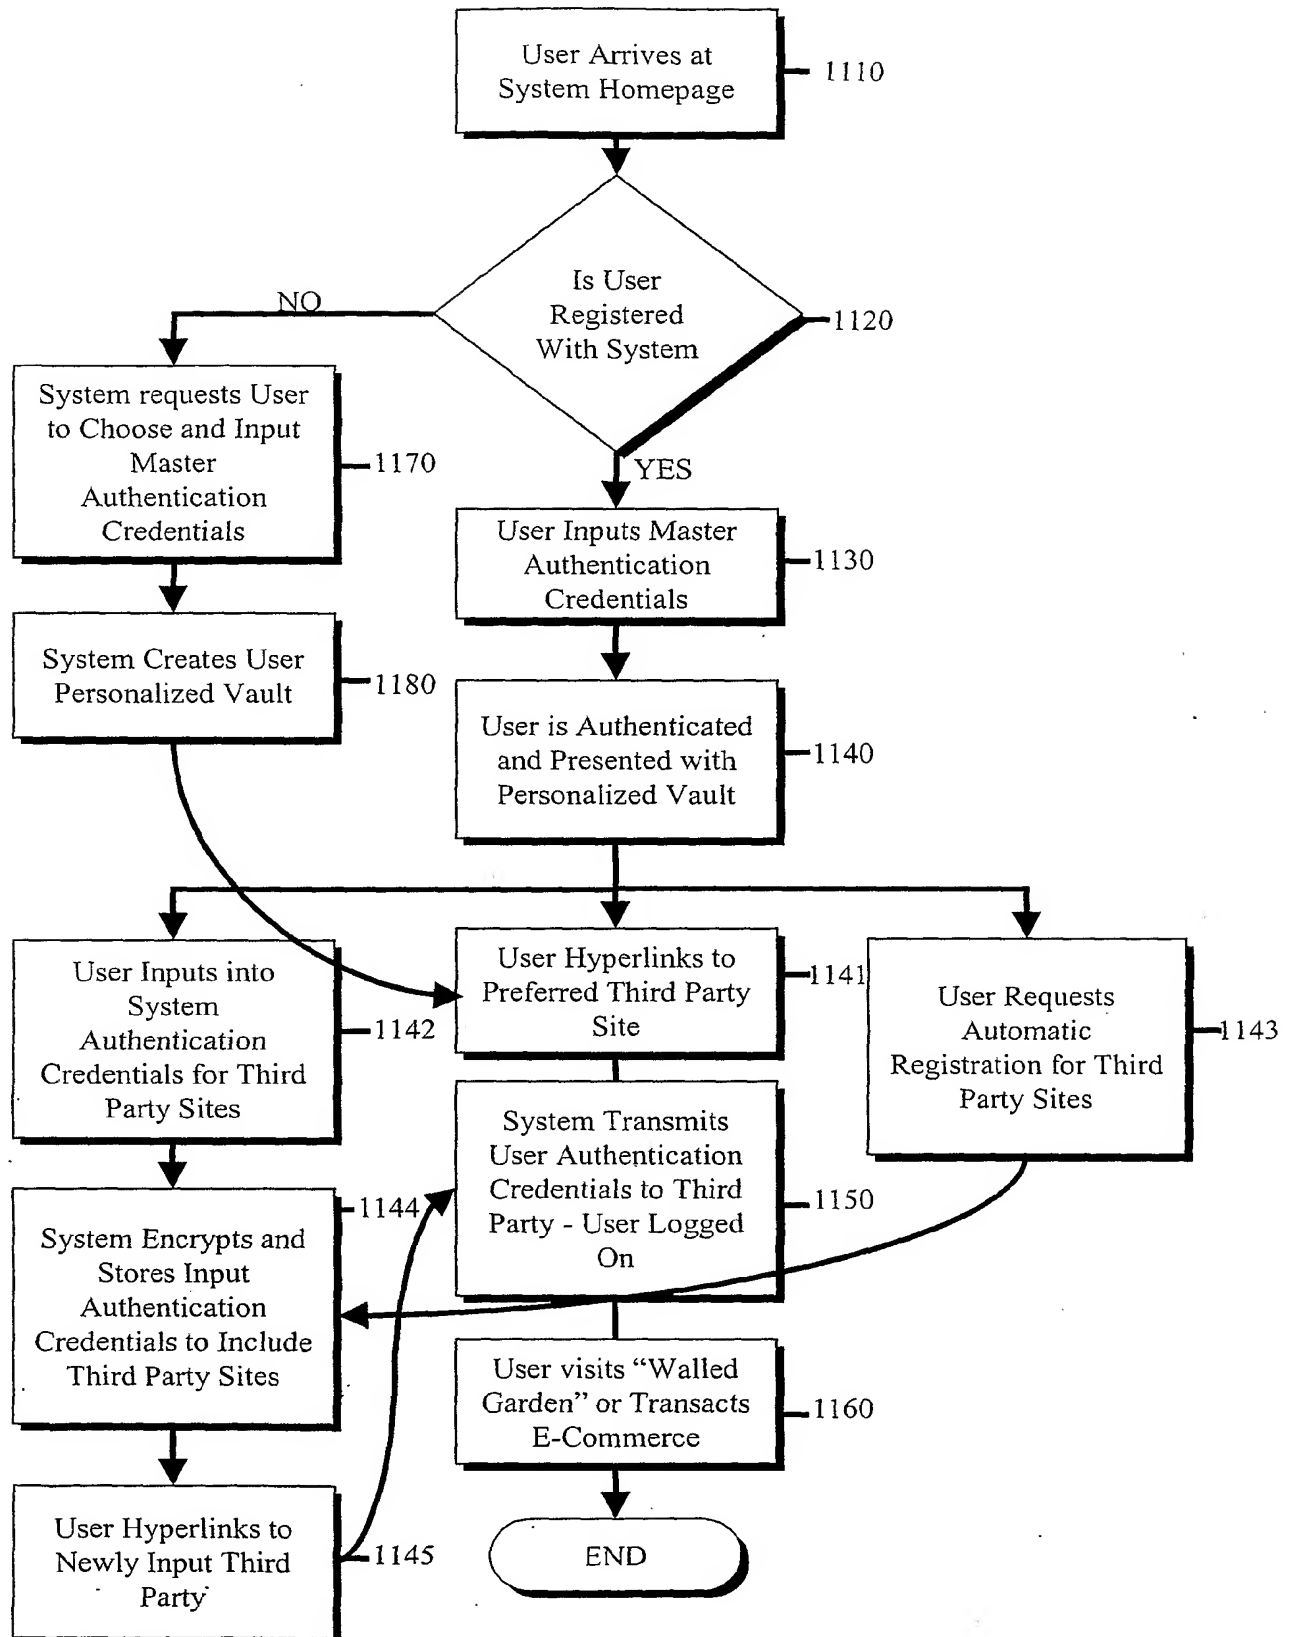 User Arrives at
System Homepage
1110
Is User
Registered
With System
1120
NO
YES
System requests User
to Choose and Input
Master
Authentication
Credentials
1170
User Inputs Master
Authentication
Credentials
1130
System Creates User
Personalized Vault
1180
User is Authenticated
and Presented with
Personalized Vault
1140
User Inputs into
System
Authentication
Credentials for Third
Party Sites
1142
User Hyperlinks to
Preferred Third Party
Site
1141
User Requests
Automatic
Registration for Third
Party Sites
1143
System Encrypts and
Stores Input
Authentication
Credentials to Include
Third Party Sites
1144
System Transmits
User Authentication
Credentials to Third
Party - User Logged
On
1150
User visits “Walled
Garden” or Transacts
E-Commerce
1160
User Hyperlinks to
Newly Input Third
Party
1145
END